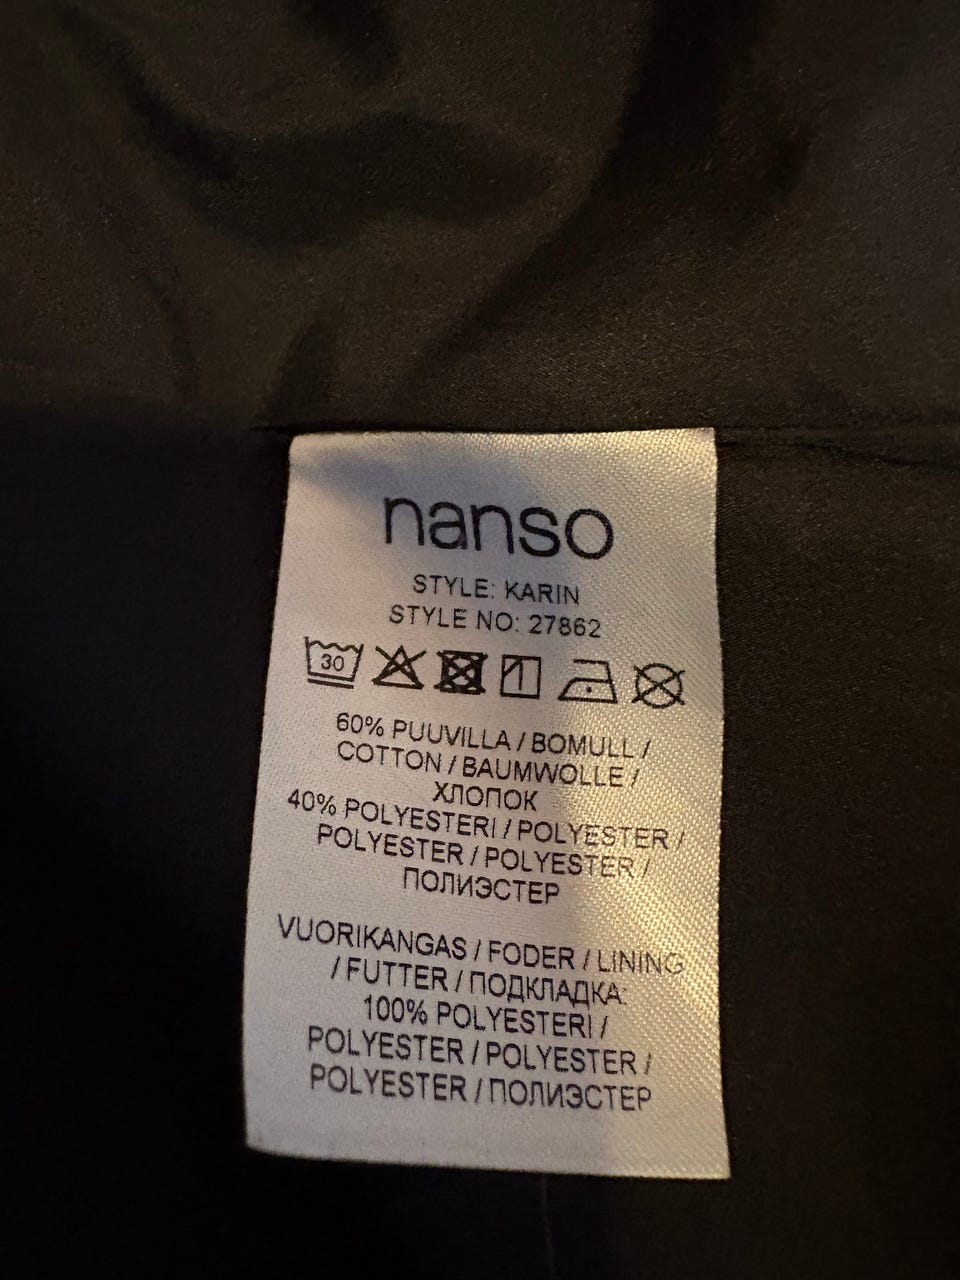 nanso
STYLE: KARIN
STYLE NO: 27862
30
60% PUUVILLA / BOMULL /
COTTON / BAUMWOLLE /
ХЛОПОК
40% POLYESTERI / POLYESTER /
POLYESTER / POLYESTER /
ПОЛИЭСТЕР
VUORIKANGAS / FODER / LINING
/ FUTTER / ПОДКЛАДКА:
100% POLYESTERI /
POLYESTER / POLYESTER /
POLYESTER / ПОЛИЭСТЕР